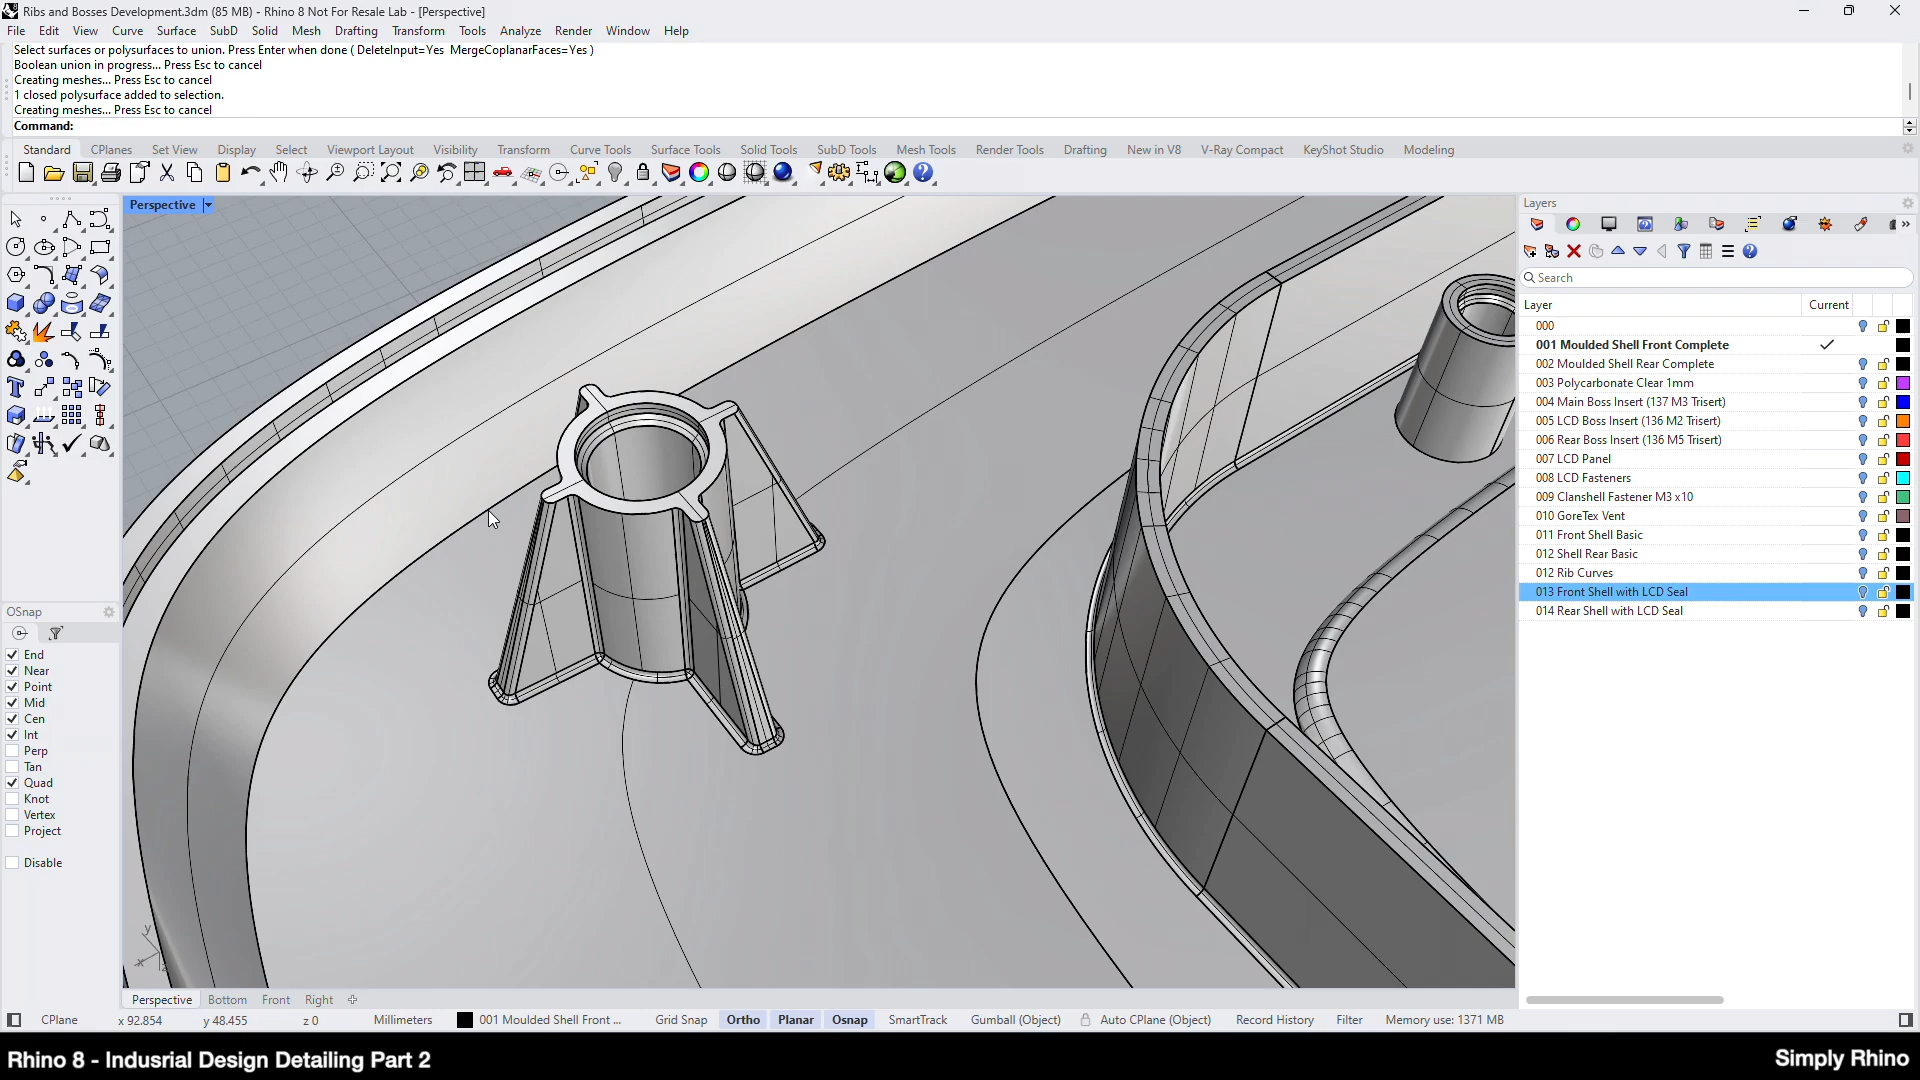 Ribs and Bosses Development.3dm (85 MB) - Rhino 8 Not For Resale Lab - [Perspective]
File Edit View Curve Surface SubD Solid Mesh Drafting Transform Tools Analyze Render Window Help
Select surfaces or polysurfaces to union. Press Enter when done ( DeleteInput=Yes MergeCoplanarFaces=Yes )
Boolean union in progress... Press Esc to cancel
Creating meshes... Press Esc to cancel
1 closed polysurface added to selection.
Creating meshes... Press Esc to cancel
Command:
Standard CPlanes Set View Display Select Viewport Layout Visibility Transform Curve Tools Surface Tools Solid Tools SubD Tools Mesh Tools Render Tools Drafting New in V8 V-Ray Compact KeyShot Studio Modeling
Perspective
Layers
Search
Layer Current
000
001 Moulded Shell Front Complete
002 Moulded Shell Rear Complete
003 Polycarbonate Clear 1mm
004 Main Boss Insert (137 M3 Trisert)
005 LCD Boss Insert (136 M2 Trisert)
006 Rear Boss Insert (136 M5 Trisert)
007 LCD Panel
008 LCD Fasteners
009 Clanshell Fastener M3 x10
010 GoreTex Vent
011 Front Shell Basic
012 Shell Rear Basic
012 Rib Curves
013 Front Shell with LCD Seal
014 Rear Shell with LCD Seal
OSnap
End
Near
Point
Mid
Cen
Int
Perp
Tan
Quad
Knot
Vertex
Project
Disable
y
x
z
Perspective Bottom Front Right
CPlane x 92.854 y 48.455 z 0 Millimeters 001 Moulded Shell Front ... Grid Snap Ortho Planar Osnap SmartTrack Gumball (Object) Auto CPlane (Object) Record History Filter Memory use: 1371 MB
Rhino 8 - Indusrial Design Detailing Part 2
Simply Rhino